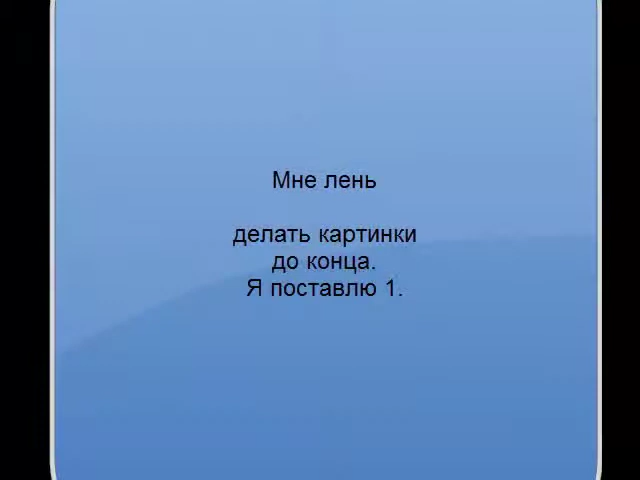 Мне лень
делать картинки
до конца.
Я поставлю 1.